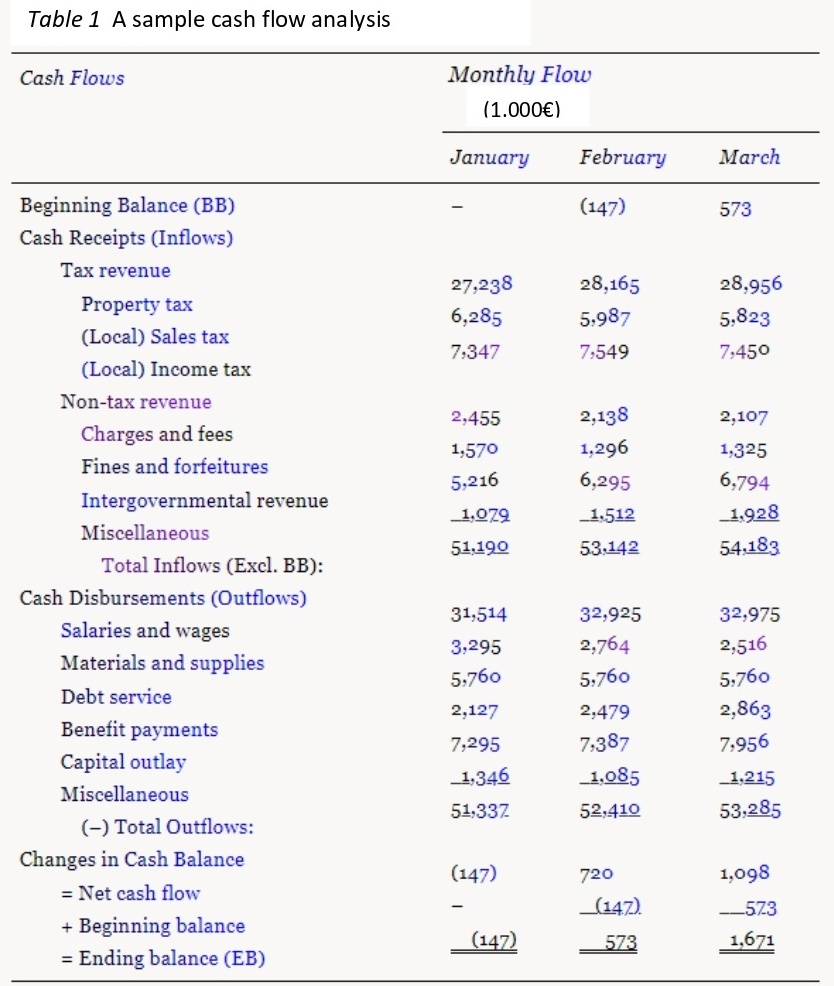 Table 1 A sample cash flow analysis
Cash Flows Monthly Flow
(1.000€)
January February March
Beginning Balance (BB) – (147) 573
Cash Receipts (Inflows)
Tax revenue
Property tax 27,238 28,165 28,956
(Local) Sales tax 6,285 5,987 5,823
(Local) Income tax 7,347 7,549 7,450
Non-tax revenue
Charges and fees 2,455 2,138 2,107
Fines and forfeitures 1,570 1,296 1,325
Intergovernmental revenue 5,216 6,295 6,794
Miscellaneous 1,079 1,512 1,928
Total Inflows (Excl. BB): 51,190 53,142 54,183
Cash Disbursements (Outflows)
Salaries and wages 31,514 32,925 32,975
Materials and supplies 3,295 2,764 2,516
Debt service 5,760 5,760 5,760
Benefit payments 2,127 2,479 2,863
Capital outlay 7,295 7,387 7,956
Miscellaneous 1,346 1,085 1,215
(–) Total Outflows: 51,337 52,410 53,285
Changes in Cash Balance
= Net cash flow (147) 720 1,098
+ Beginning balance – (147) 573
= Ending balance (EB) (147) 573 1,671